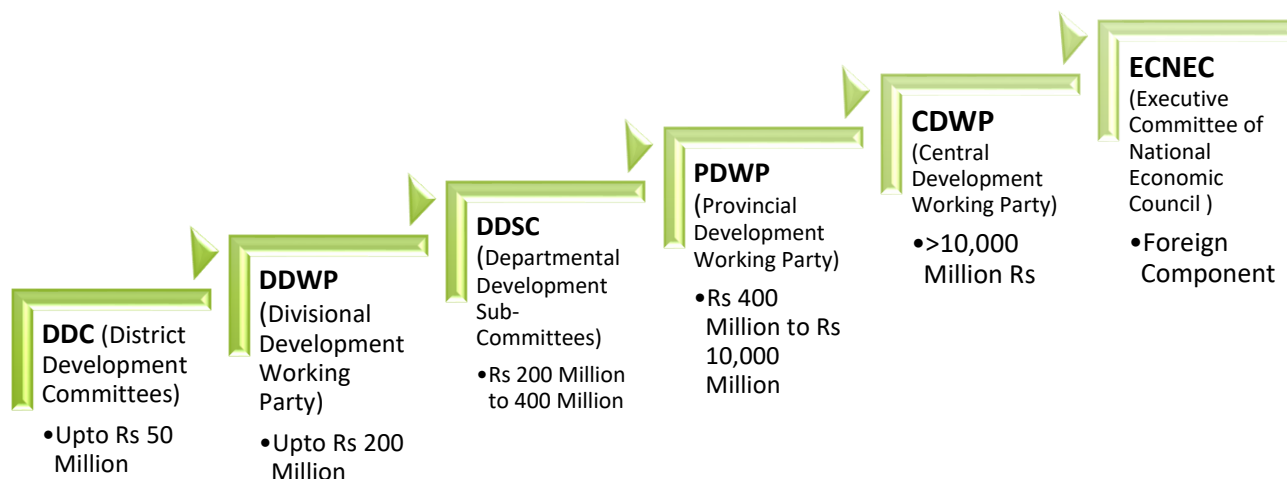 DDC (District
Development
Committees)
•Upto Rs 50
Million
DDWP
(Divisional
Development
Working
Party)
•Upto Rs 200
Million
DDSC
(Departmental
Development
Sub-
Committees)
•Rs 200 Million
to 400 Million
PDWP
(Provincial
Development
Working Party)
•Rs 400
Million to Rs
10,000
Million
CDWP
(Central
Development
Working Party)
•>10,000
Million Rs
ECNEC
(Executive
Committee of
National
Economic
Council )
•Foreign
Component